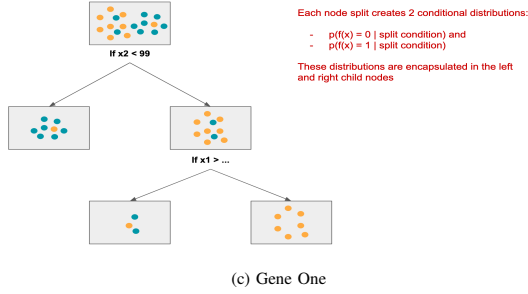 Each node split creates 2 conditional distributions:
- p(f(x) = 0 | split condition) and
- p(f(x) = 1 | split condition)
These distributions are encapsulated in the left
and right child nodes
If x2 < 99
If x1 > ...
(c) Gene One